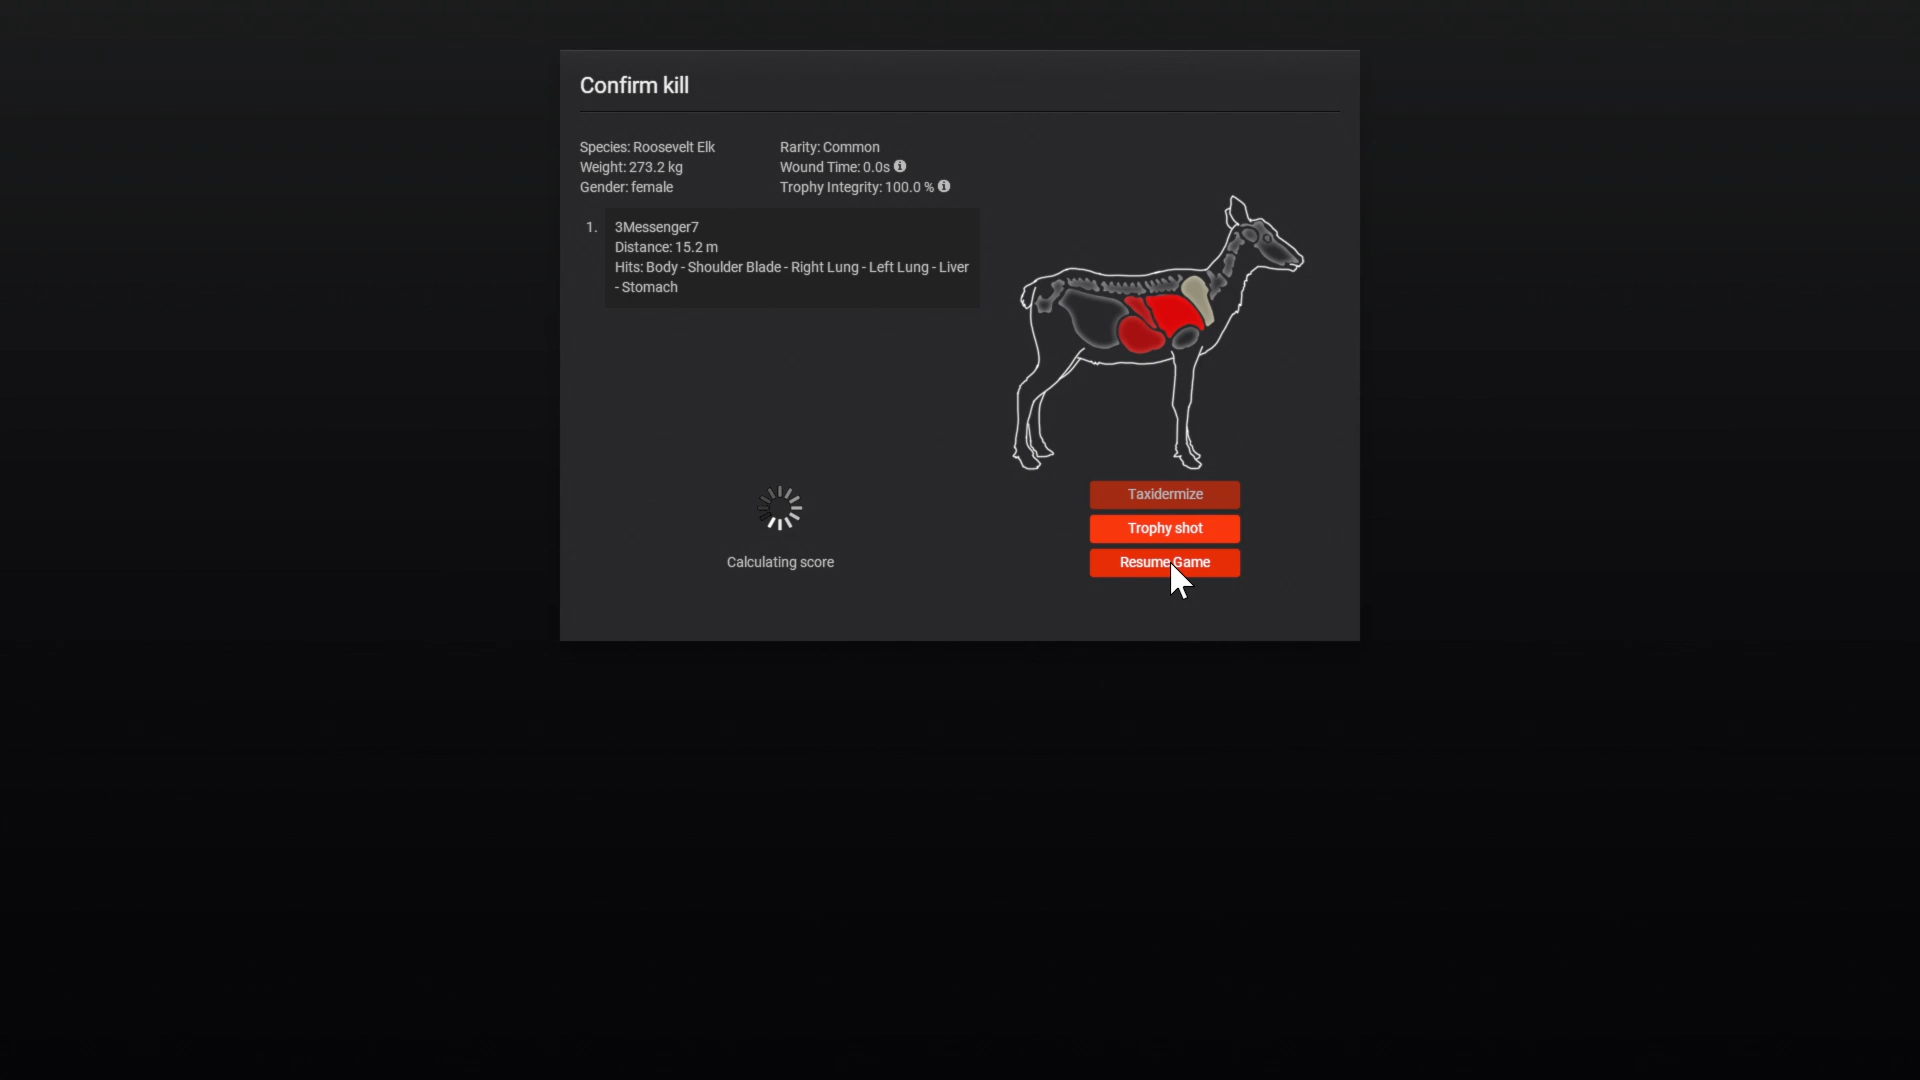 Confirm kill
Species: Roosevelt Elk
Weight: 273.2 kg
Gender: female
Rarity: Common
Wound Time: 0.0s
Trophy Integrity: 100.0 %
1.
3Messenger7
Distance: 15.2 m
Hits: Body - Shoulder Blade - Right Lung - Left Lung - Liver
- Stomach
Calculating score
Taxidermize
Trophy shot
Resume Game